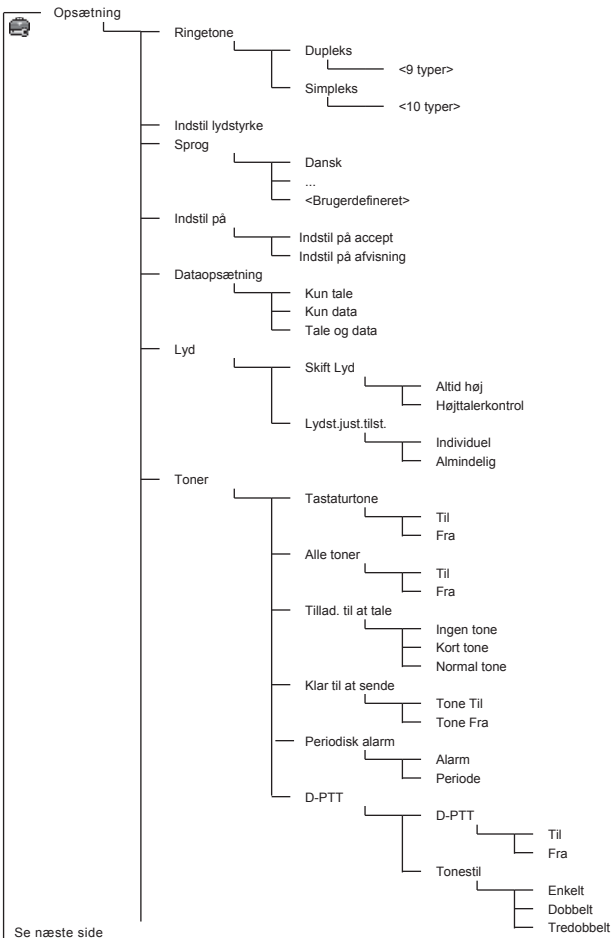 Opsætning
Ringetone
Dupleks
<9 typer>
Simpleks
<10 typer>
Indstil lydstyrke
Sprog
Dansk
...
<Brugerdefineret>
Indstil på
Indstil på accept
Indstil på afvisning
Dataopsætning
Kun tale
Kun data
Tale og data
Lyd
Skift Lyd
Altid høj
Højttalerkontrol
Lydst.just.tilst.
Individuel
Almindelig
Toner
Tastaturtone
Til
Fra
Alle toner
Til
Fra
Tillad. til at tale
Ingen tone
Kort tone
Normal tone
Klar til at sende
Tone Til
Tone Fra
Periodisk alarm
Alarm
Periode
D-PTT
D-PTT
Til
Fra
Tonestil
Enkelt
Dobbelt
Tredobbelt
Se næste side